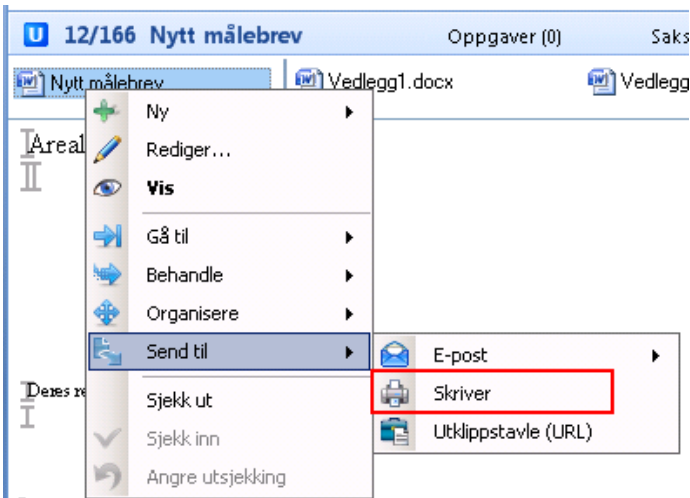 U 12/166 Nytt målebrev Oppgaver (0) Saks
Nytt målebrev Vedlegg1.docx Vedlegg
Ny
Areal
Rediger...
Vis
Gå til
Behandle
Organisere
Send til
E-post
Deres re
Skriver
Sjekk ut
Utklippstavle (URL)
Sjekk inn
Angre utsjekking